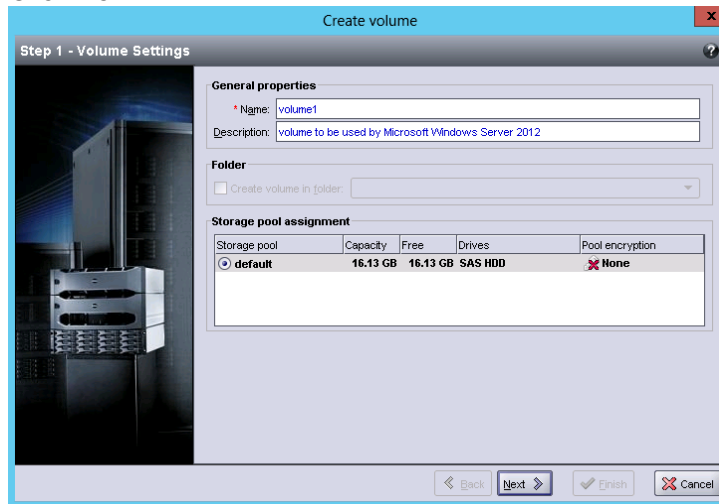 Create volume
x
Step 1 - Volume Settings
?
General properties
* Name: volume1
Description: volume to be used by Microsoft Windows Server 2012
Folder
Create volume in folder:
Storage pool assignment
Storage pool Capacity Free Drives Pool encryption
default 16.13 GB 16.13 GB SAS HDD None
Back Next Finish Cancel